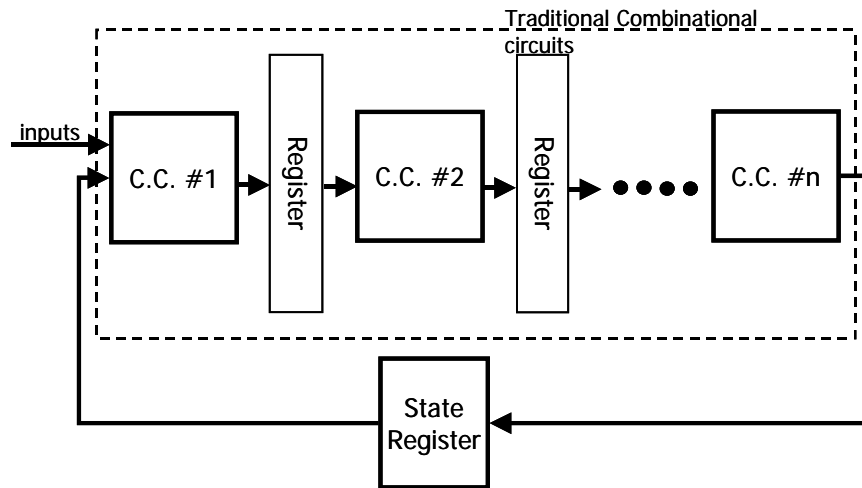 Traditional Combinational
circuits
inputs
C.C. #1
Register
C.C. #2
Register
C.C. #n
State
Register